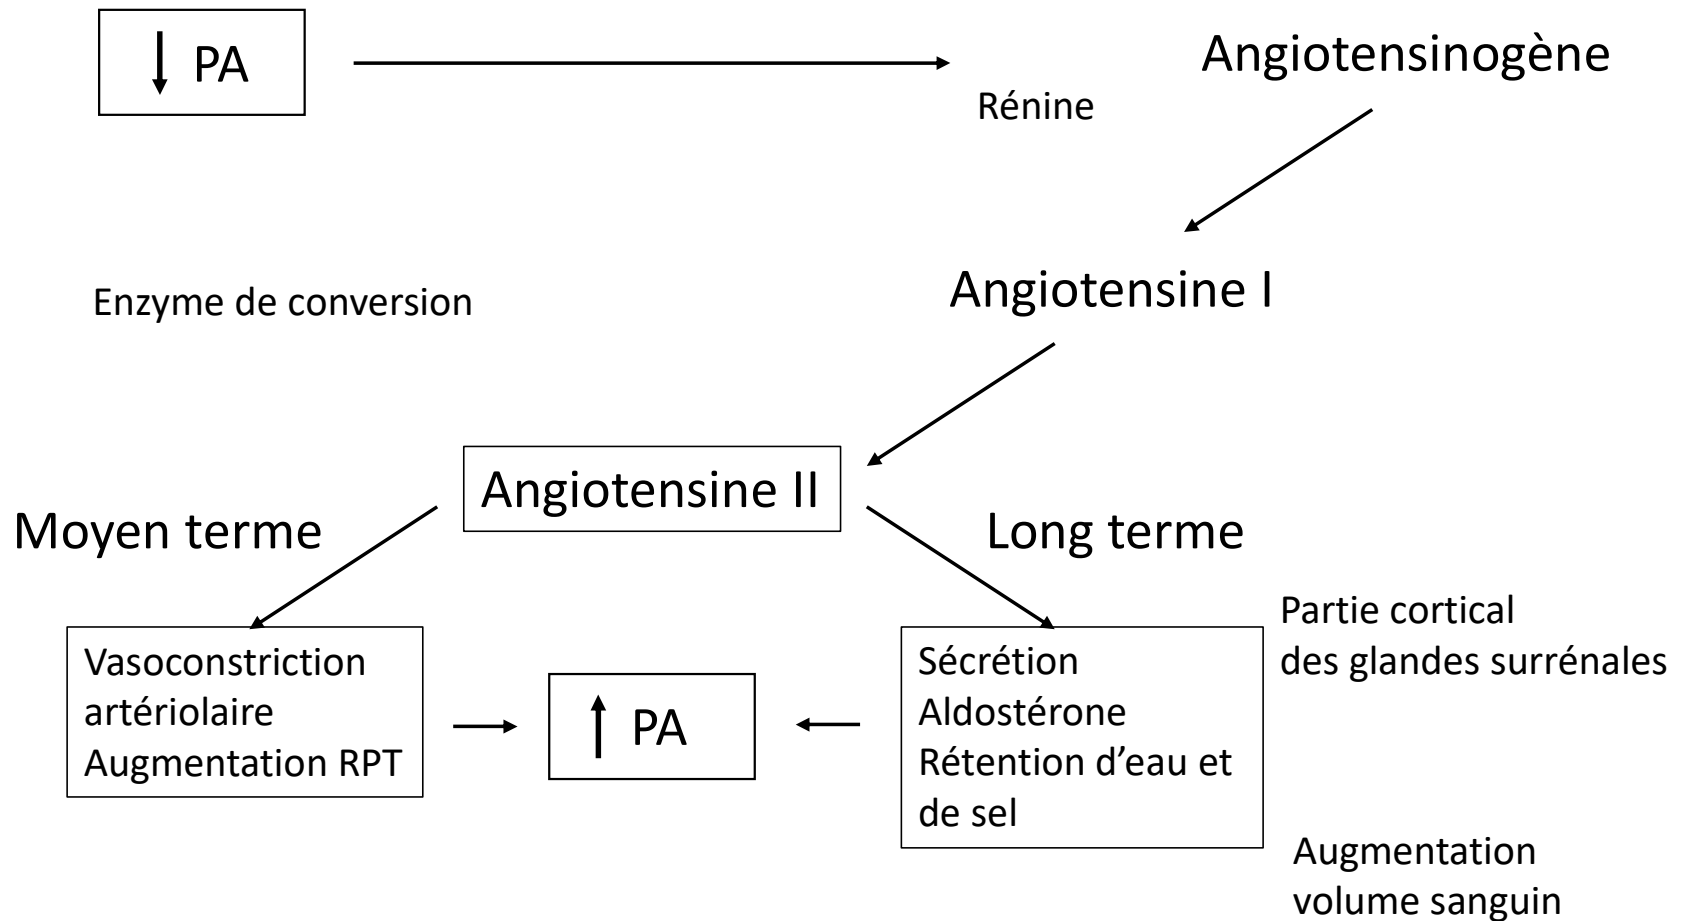 PA
Angiotensinogène
Rénine
Enzyme de conversion
Angiotensine I
Angiotensine II
Moyen terme
Long terme
Vasoconstriction
artériolaire
Augmentation RPT
PA
Sécrétion
Aldostérone
Rétention d’eau et
de sel
Partie cortical
des glandes surrénales
Augmentation
volume sanguin